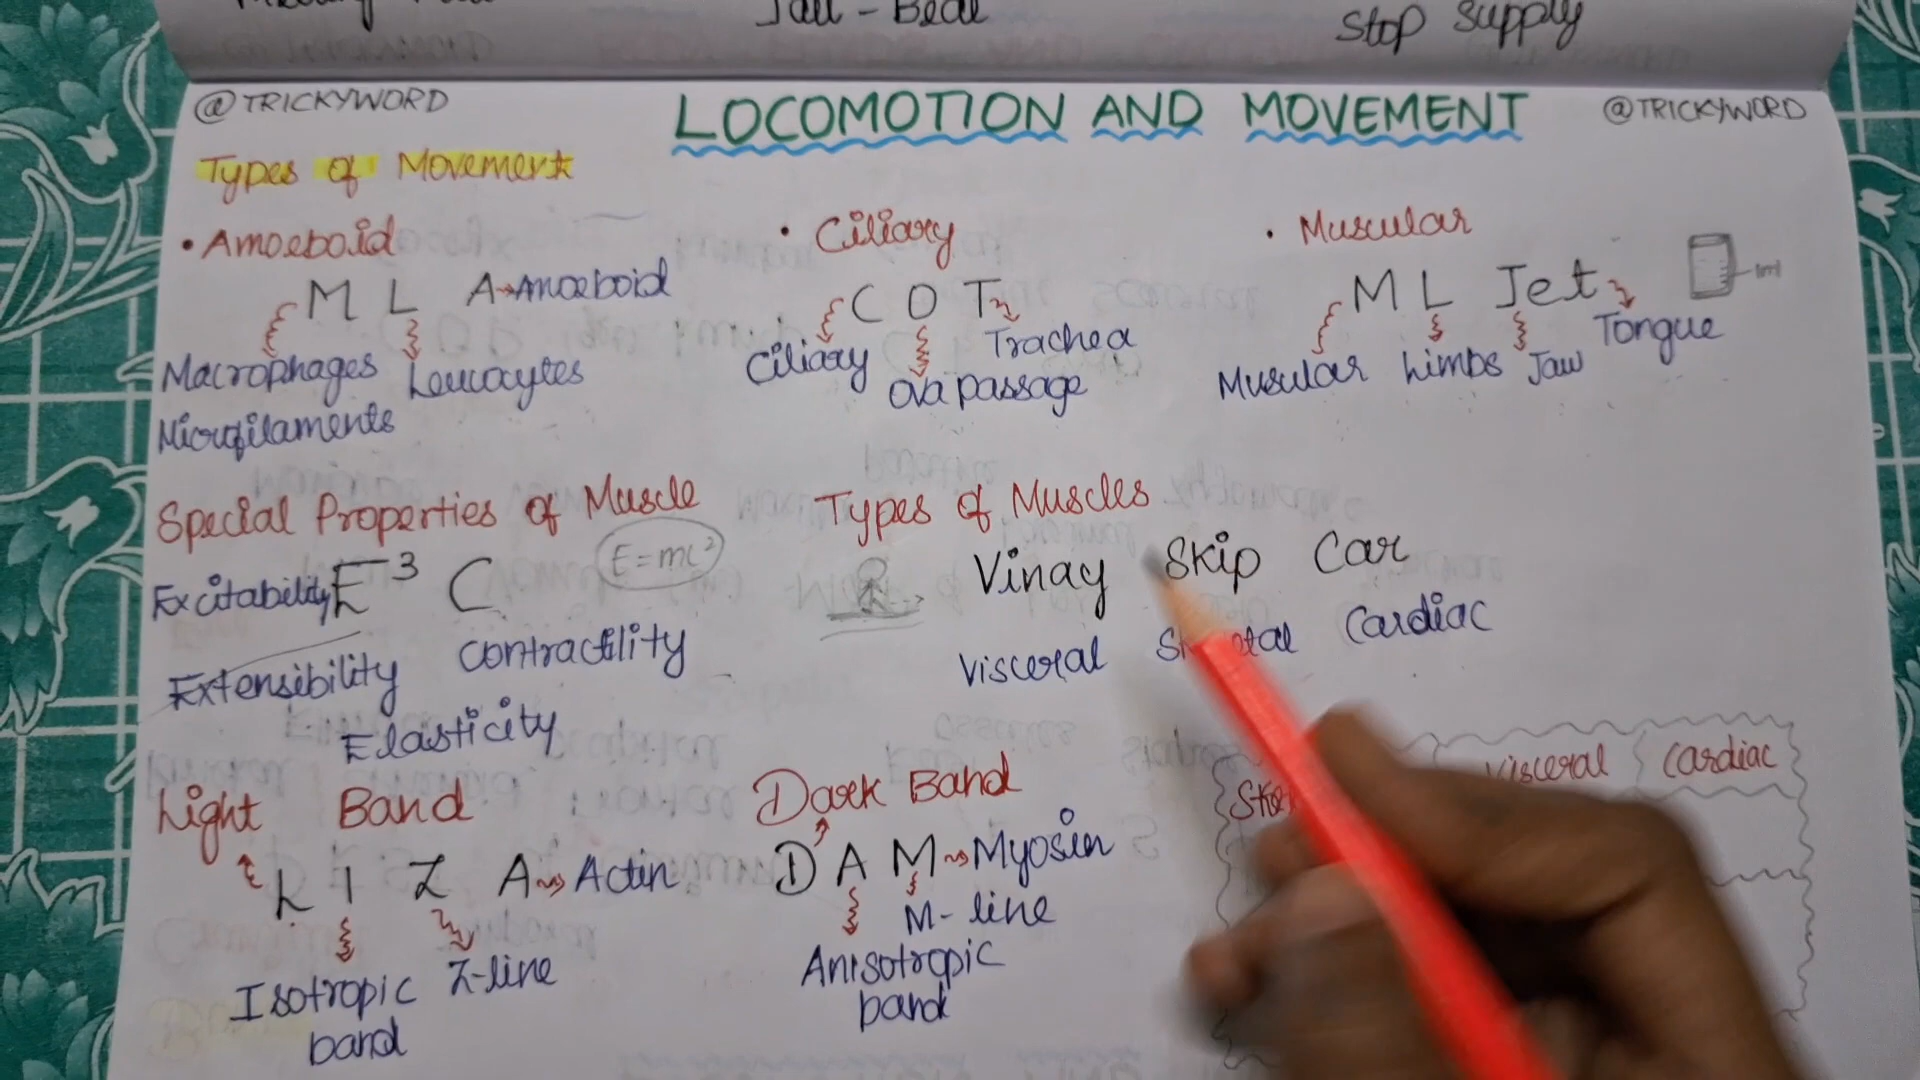 Stop Supply
@TRICKYWORD
LOCOMOTION AND MOVEMENT
@TRICKYWORD
Types of Movement
• Amoeboid
M L A→Amoeboid
Macrophages Leucocytes
Microfilaments
• Ciliary
C O T
Ciliary Ova passage Trachea
• Muscular
M L Jet
1ml
Muscular Limbs Jaw Tongue
Special Properties of Muscle
E³ C
E=mc²
Excitability
Extensibility Contractility
Elasticity
Types of Muscles
Vinay Skip Car
Visceral Cardiac
Light Band
L I Z A Actin
Isotropic Z-line
band
Dark Band
D A M Myosin
M-line
Anisotropic
band
Visceral Cardiac